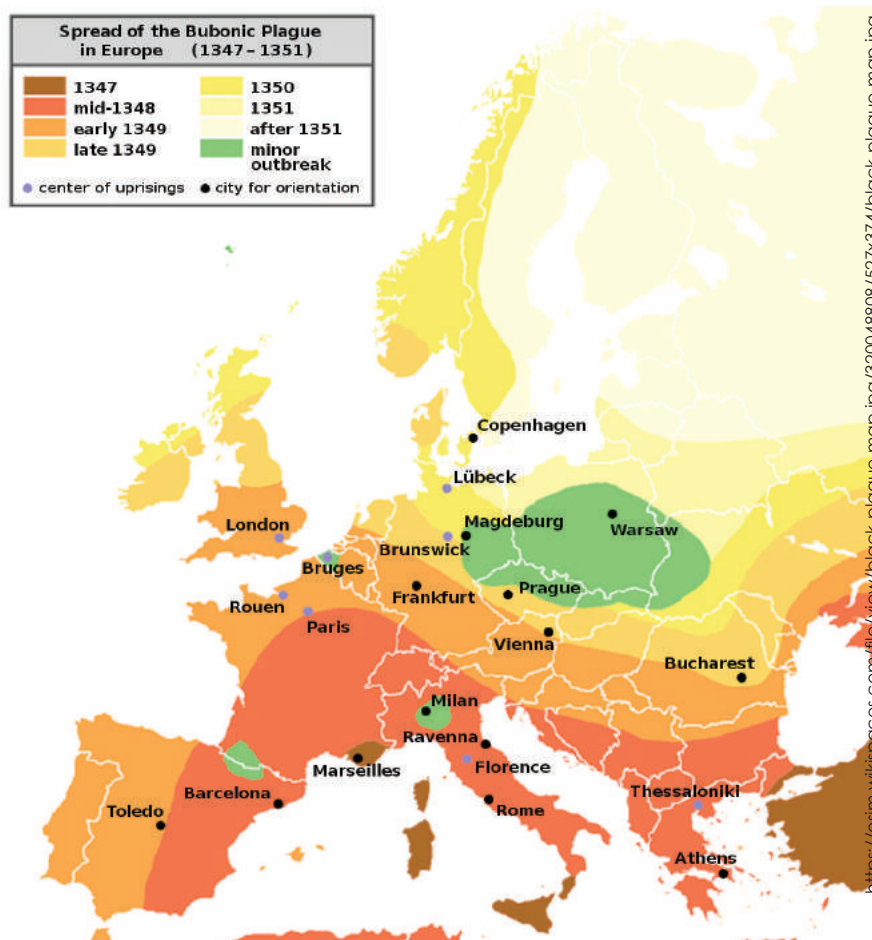 Spread of the Bubonic Plague
in Europe (1347–1351)
1347
mid-1348
early 1349
late 1349
1350
1351
after 1351
minor
outbreak
center of uprisings
city for orientation
Copenhagen
Lübeck
Magdeburg
Warsaw
London
Brunswick
Bruges
Prague
Frankfurt
Rouen
Paris
Vienna
Bucharest
Milan
Ravenna
Marseilles
Florence
Barcelona
Thessaloniki
Toledo
Rome
Athens